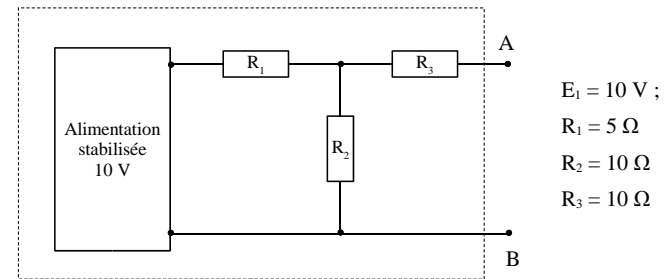 Alimentation
stabilisée
10 V
R₁
R₃
R₂
A
B
E₁ = 10 V ;
R₁ = 5 Ω
R₂ = 10 Ω
R₃ = 10 Ω